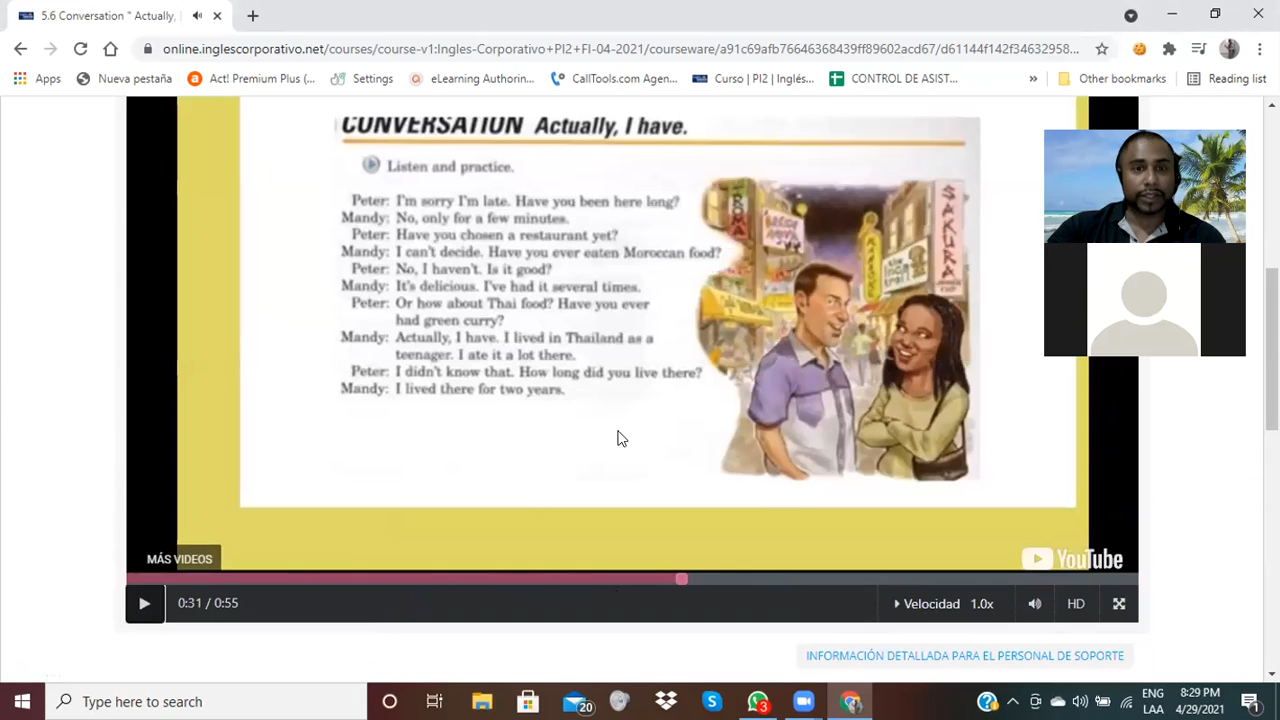 5.6 Conversation " Actually,
online.inglescorporativo.net/courses/course-v1:Ingles-Corporativo+PI2+FI-04-2021/courseware/a91c69afb76646368439ff89602acd67/d61144f142f34632958...
Apps
Nueva pestaña
Act! Premium Plus (...
Settings
eLearning Authorin...
CallTools.com Agen...
Curso | PI2 | Inglés...
CONTROL DE ASIST...
»
Other bookmarks
Reading list
CONVERSATION Actually, I have.
Listen and practice.
Peter: I'm sorry I'm late. Have you been here long?
Mandy: No, only for a few minutes.
Peter: Have you chosen a restaurant yet?
Mandy: I can't decide. Have you ever eaten Moroccan food?
Peter: No, I haven't. Is it good?
Mandy: It's delicious. I've had it several times.
Peter: Or how about Thai food? Have you ever
had green curry?
Mandy: Actually, I have. I lived in Thailand as a
teenager. I ate it a lot there.
Peter: I didn't know that. How long did you live there?
Mandy: I lived there for two years.
ROMA
SAKURA
MÁS VIDEOS
YouTube
0:31 / 0:55
Velocidad 1.0x
HD
INFORMACIÓN DETALLADA PARA EL PERSONAL DE SOPORTE
Type here to search
20
3
ENG
LAA
8:29 PM
4/29/2021
1